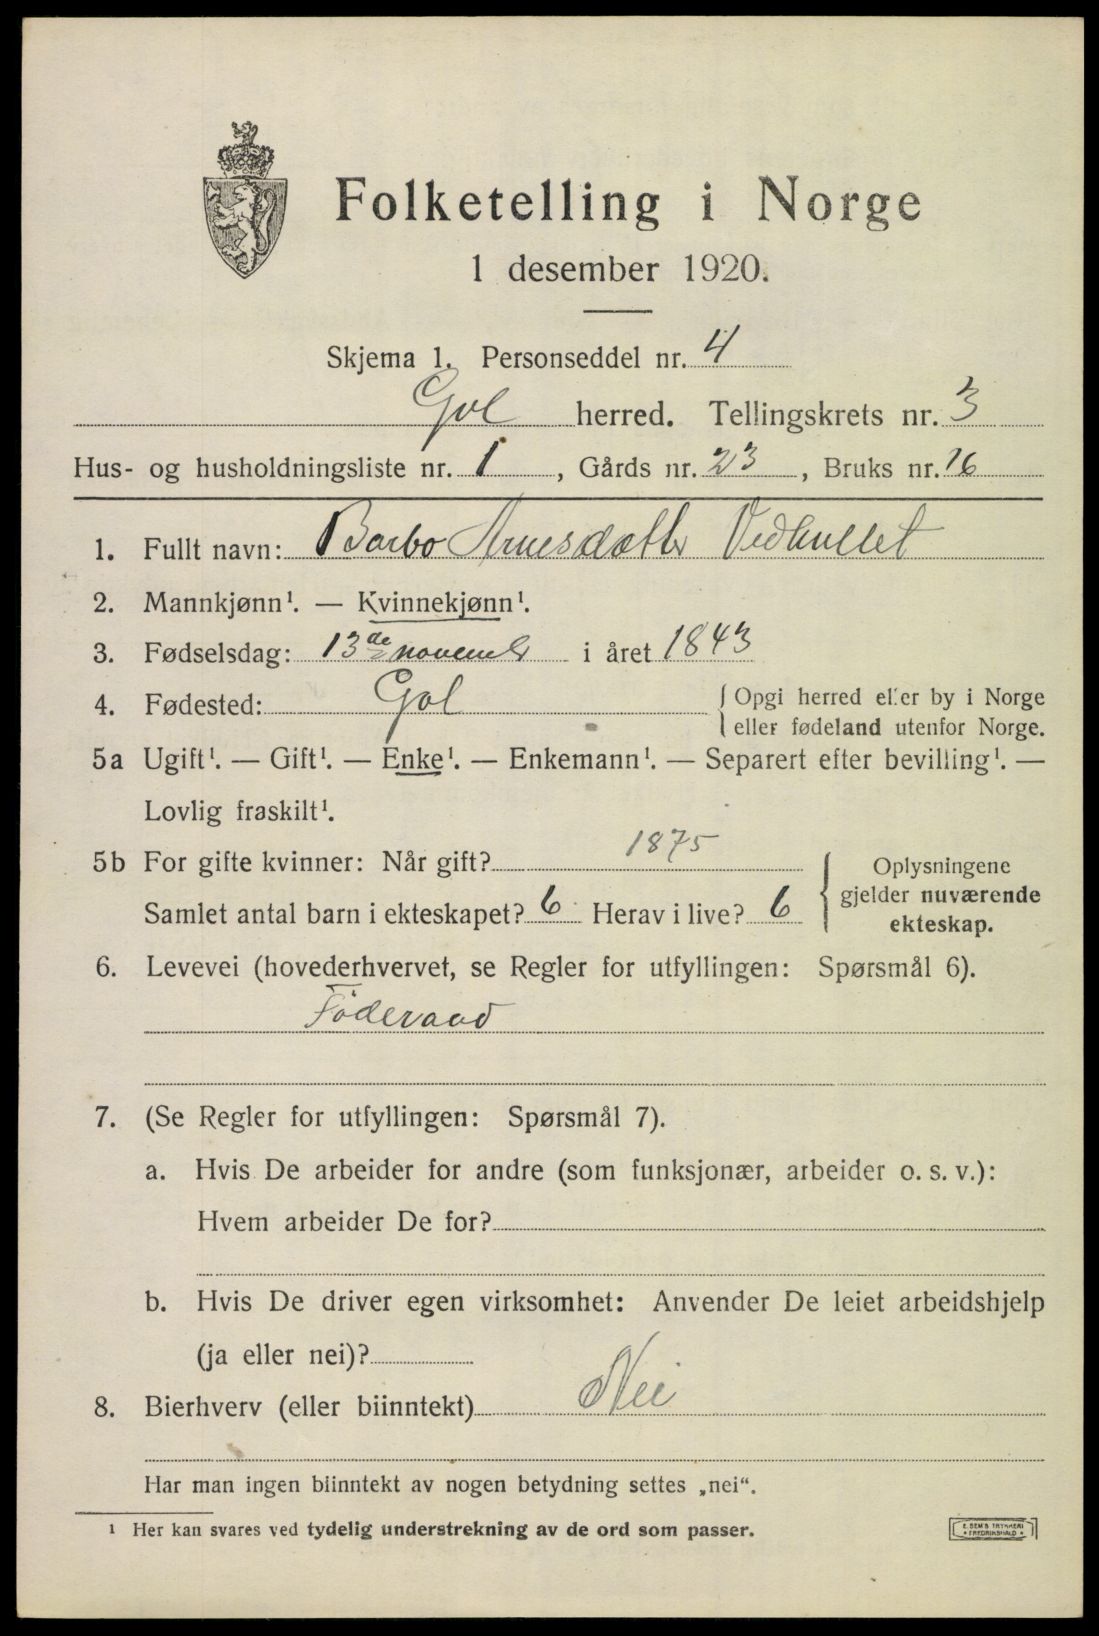 Folketelling i Norge
1 desember 1920.
Skjema 1. Personseddel nr. 4
Gol herred. Tellingskrets nr. 3
Hus- og husholdningsliste nr. 1, Gårds nr. 23, Bruks nr. 16
1. Fullt navn: Barbo Arnesdatter Vedhullet
2. Mannkjønn¹. — Kvinnekjønn¹.
3. Fødselsdag: 13de novembr i året 1843
4. Fødested: Gol { Opgi herred eller by i Norge
eller fødeland utenfor Norge.
5a Ugift¹. — Gift¹. — Enke¹. — Enkemann¹. — Separert efter bevilling¹. —
Lovlig fraskilt¹.
5b For gifte kvinner: Når gift? 1875
Samlet antal barn i ekteskapet? 6 Herav i live? 6
{ Oplysningene
gjelder nuværende
ekteskap.
6. Levevei (hovederhvervet, se Regler for utfyllingen: Spørsmål 6).
Föderaad
7. (Se Regler for utfyllingen: Spørsmål 7).
a. Hvis De arbeider for andre (som funksjonær, arbeider o. s. v.):
Hvem arbeider De for?
b. Hvis De driver egen virksomhet: Anvender De leiet arbeidshjelp
(ja eller nei)?
8. Bierhverv (eller biinntekt) Nei
Har man ingen biinntekt av nogen betydning settes „nei“.
¹ Her kan svares ved tydelig understrekning av de ord som passer.
E. SEM'S TRYKKERI
• FREDRIKSHALD •